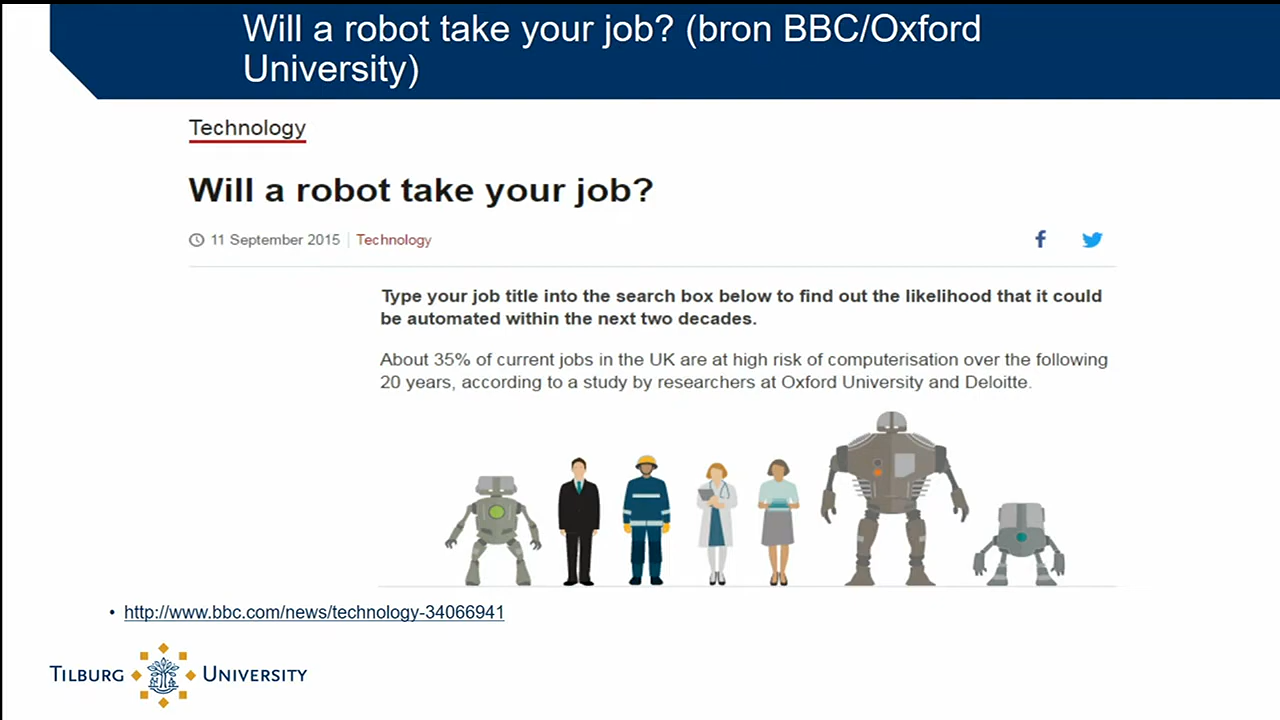 Will a robot take your job? (bron BBC/Oxford
University)
Technology
Will a robot take your job?
11 September 2015 Technology
Type your job title into the search box below to find out the likelihood that it could
be automated within the next two decades.
About 35% of current jobs in the UK are at high risk of computerisation over the following
20 years, according to a study by researchers at Oxford University and Deloitte.
• http://www.bbc.com/news/technology-34066941
TILBURG UNIVERSITY